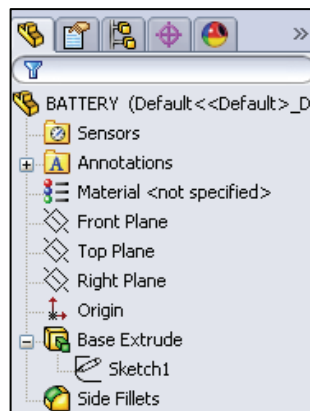 »
BATTERY (Default<<Default>_D
Sensors
A Annotations
Material <not specified>
Front Plane
Top Plane
Right Plane
Origin
Base Extrude
Sketch1
Side Fillets